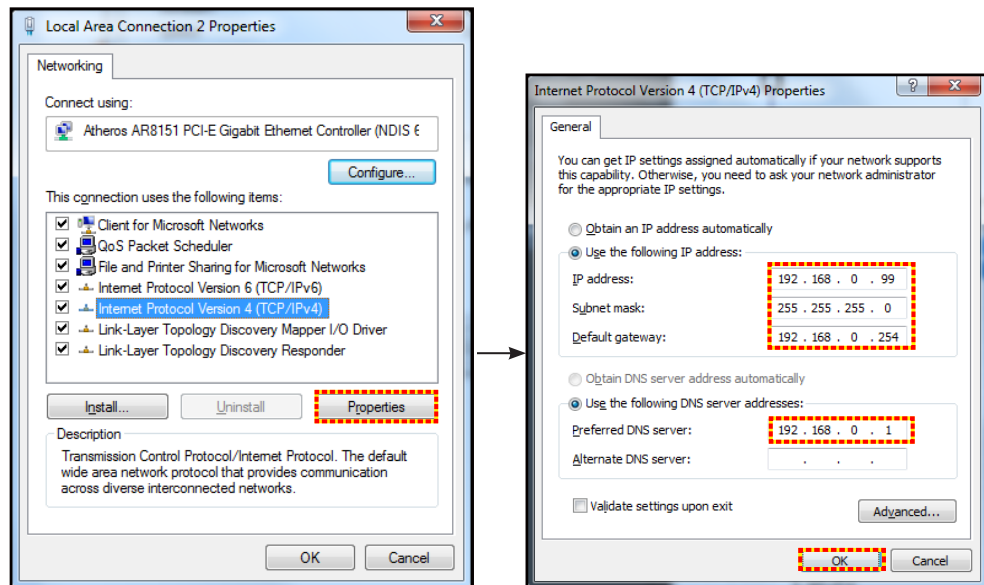 Local Area Connection 2 Properties
Networking
Connect using:
Atheros AR8151 PCI-E Gigabit Ethernet Controller (NDIS 6
Configure...
This connection uses the following items:
Client for Microsoft Networks
QoS Packet Scheduler
File and Printer Sharing for Microsoft Networks
Internet Protocol Version 6 (TCP/IPv6)
Internet Protocol Version 4 (TCP/IPv4)
Link-Layer Topology Discovery Mapper I/O Driver
Link-Layer Topology Discovery Responder
Install... Uninstall Properties
Description
Transmission Control Protocol/Internet Protocol. The default
wide area network protocol that provides communication
across diverse interconnected networks.
OK Cancel
Internet Protocol Version 4 (TCP/IPv4) Properties
General
You can get IP settings assigned automatically if your network supports
this capability. Otherwise, you need to ask your network administrator
for the appropriate IP settings.
Obtain an IP address automatically
Use the following IP address:
IP address: 192 . 168 . 0 . 99
Subnet mask: 255 . 255 . 255 . 0
Default gateway: 192 . 168 . 0 . 254
Obtain DNS server address automatically
Use the following DNS server addresses:
Preferred DNS server: 192 . 168 . 0 . 1
Alternate DNS server: . . .
Validate settings upon exit
Advanced...
OK Cancel